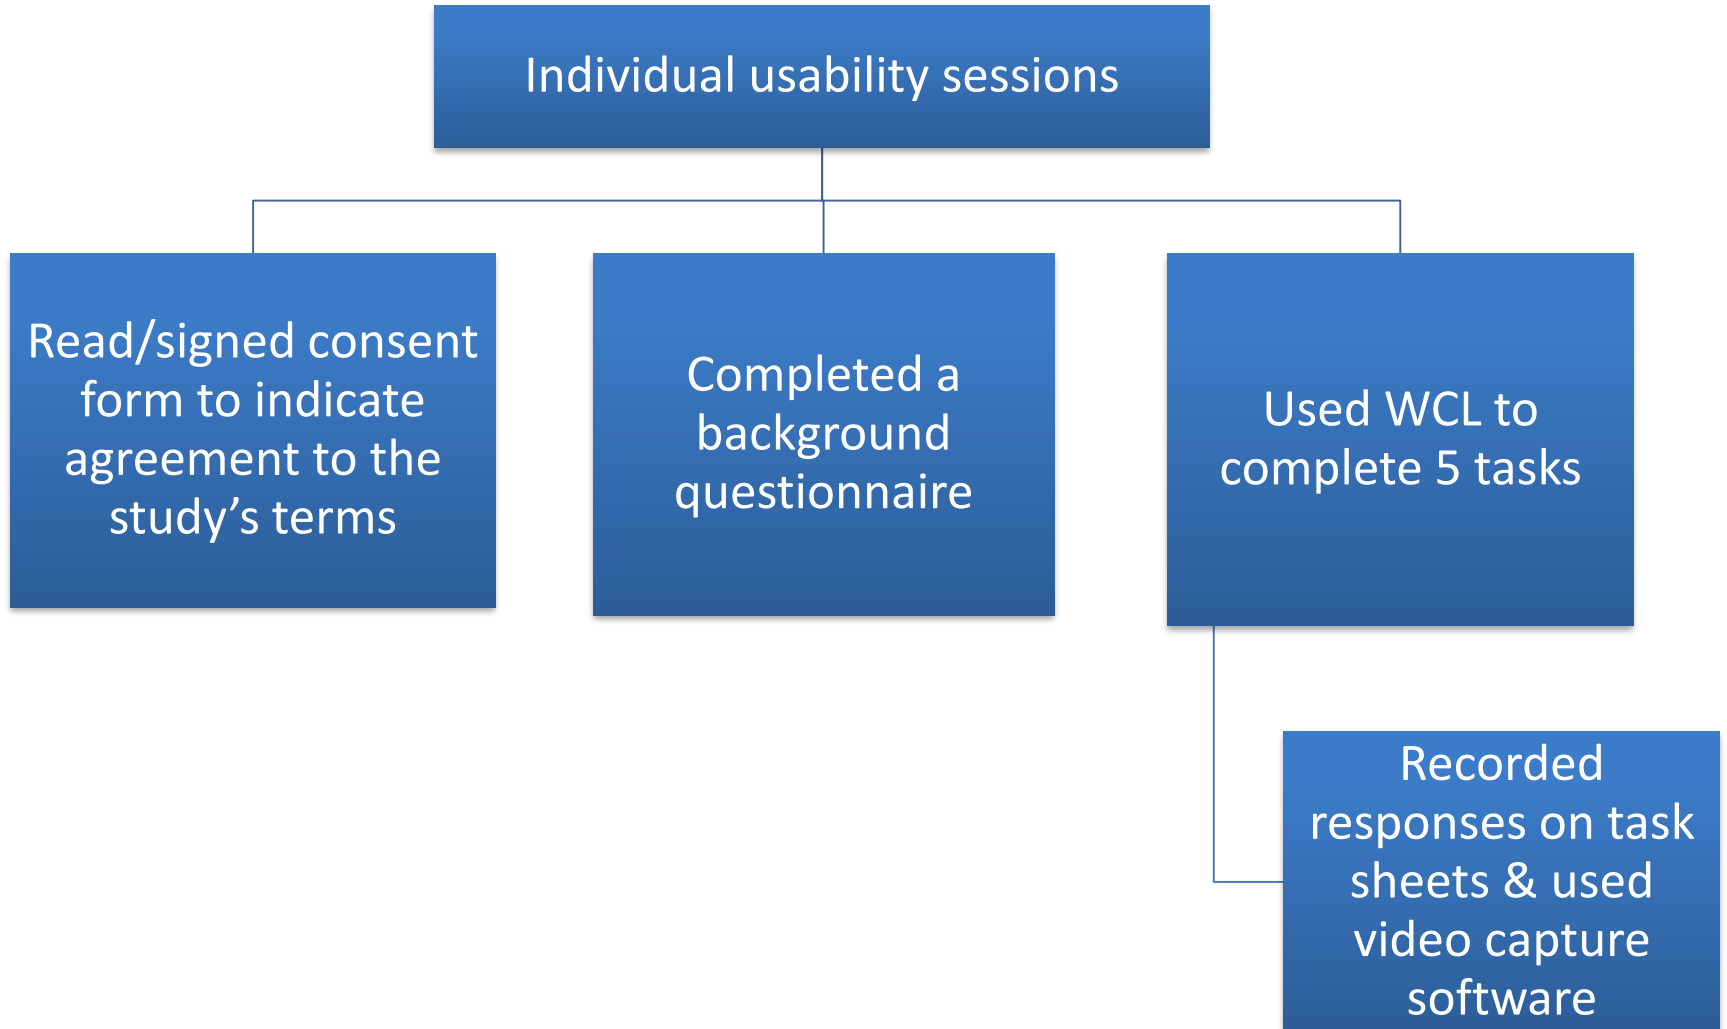 Individual usability sessions
Read/signed consent
form to indicate
agreement to the
study’s terms
Completed a
background
questionnaire
Used WCL to
complete 5 tasks
Recorded
responses on task
sheets & used
video capture
software